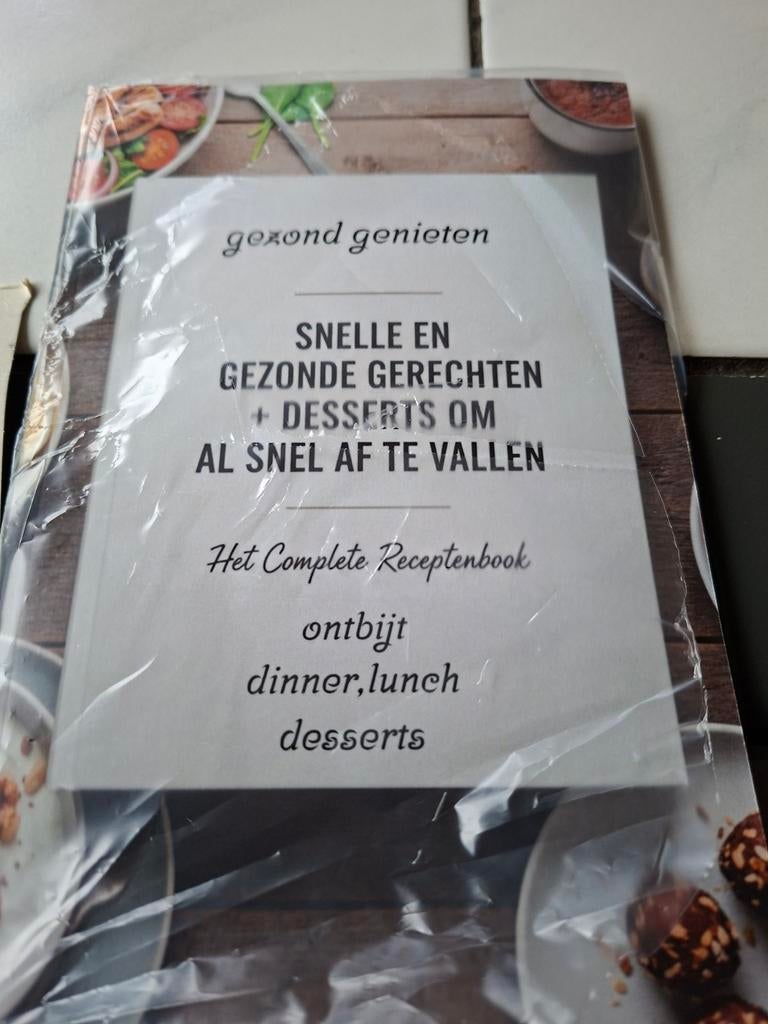 gezond genieten
SNELLE EN
GEZONDE GERECHTEN
+ DESSERTS OM
AL SNEL AF TE VALLEN
Het Complete Receptenbook
ontbijt
dinner,lunch
desserts